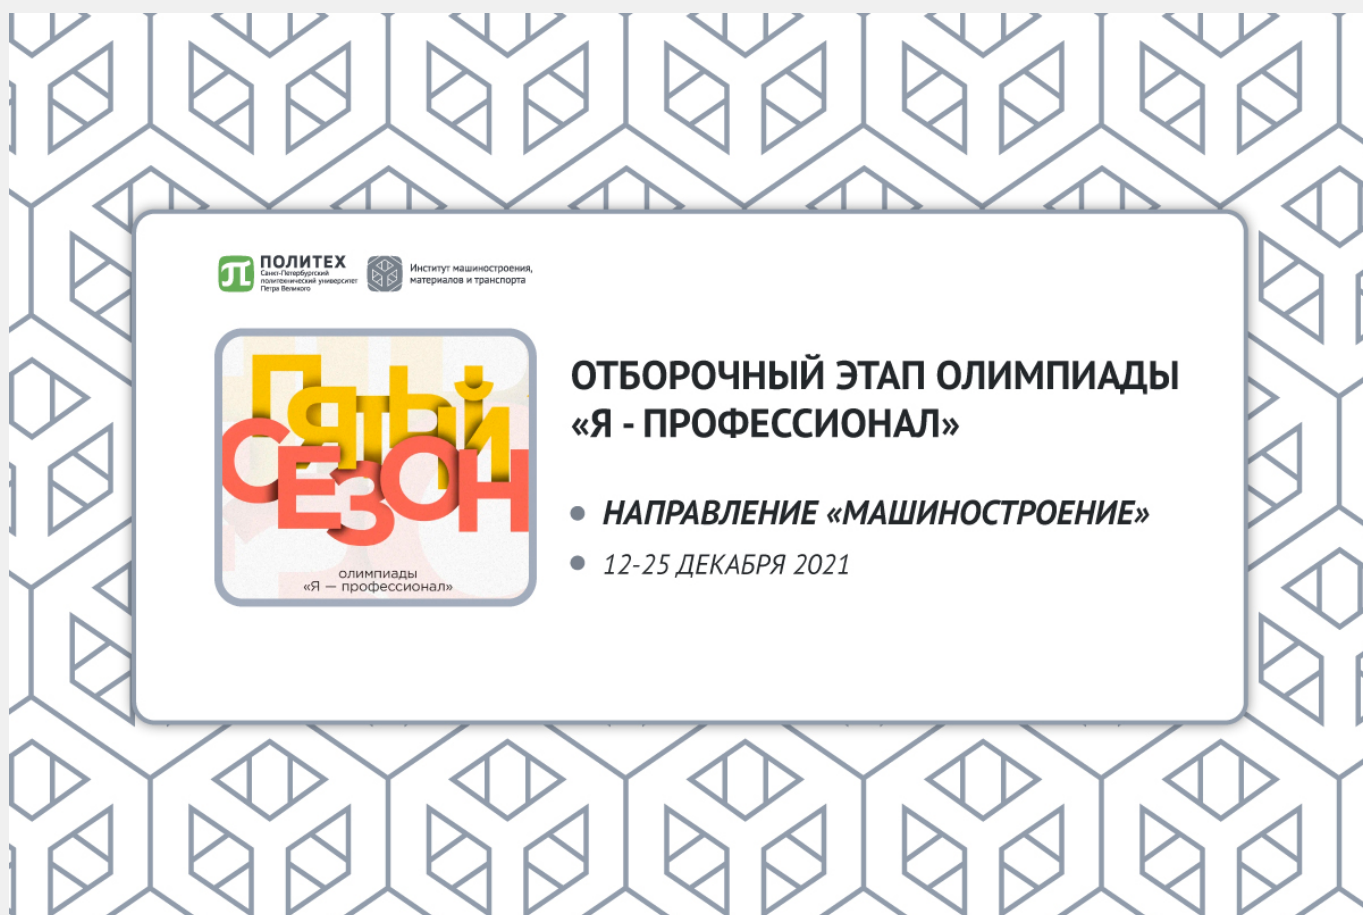 ПОЛИТЕХ
Санкт-Петербургский
политехнический университет
Петра Великого
Институт машиностроения,
материалов и транспорта
ПЯТЫЙ
СЕЗОН
олимпиады
«Я — профессионал»
ОТБОРОЧНЫЙ ЭТАП ОЛИМПИАДЫ
«Я - ПРОФЕССИОНАЛ»
НАПРАВЛЕНИЕ «МАШИНОСТРОЕНИЕ»
12-25 ДЕКАБРЯ 2021